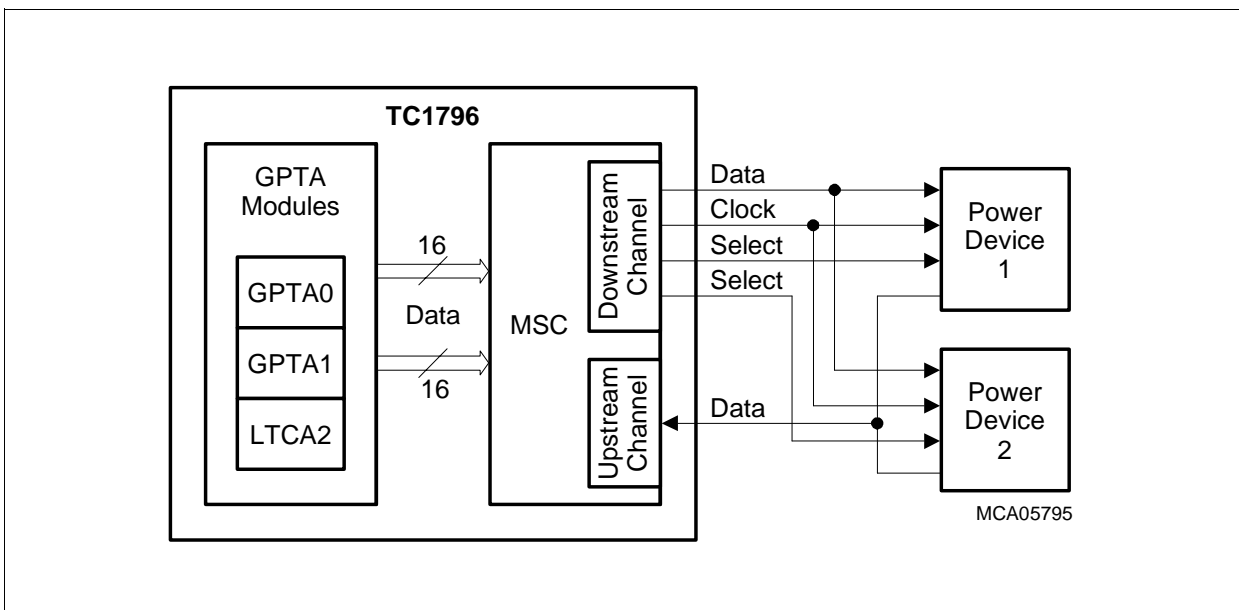 TC1796
GPTA
Modules
GPTA0
GPTA1
LTCA2
16
Data
16
MSC
Downstream
Channel
Upstream
Channel
Data
Clock
Select
Select
Data
Power
Device
1
Power
Device
2
MCA05795